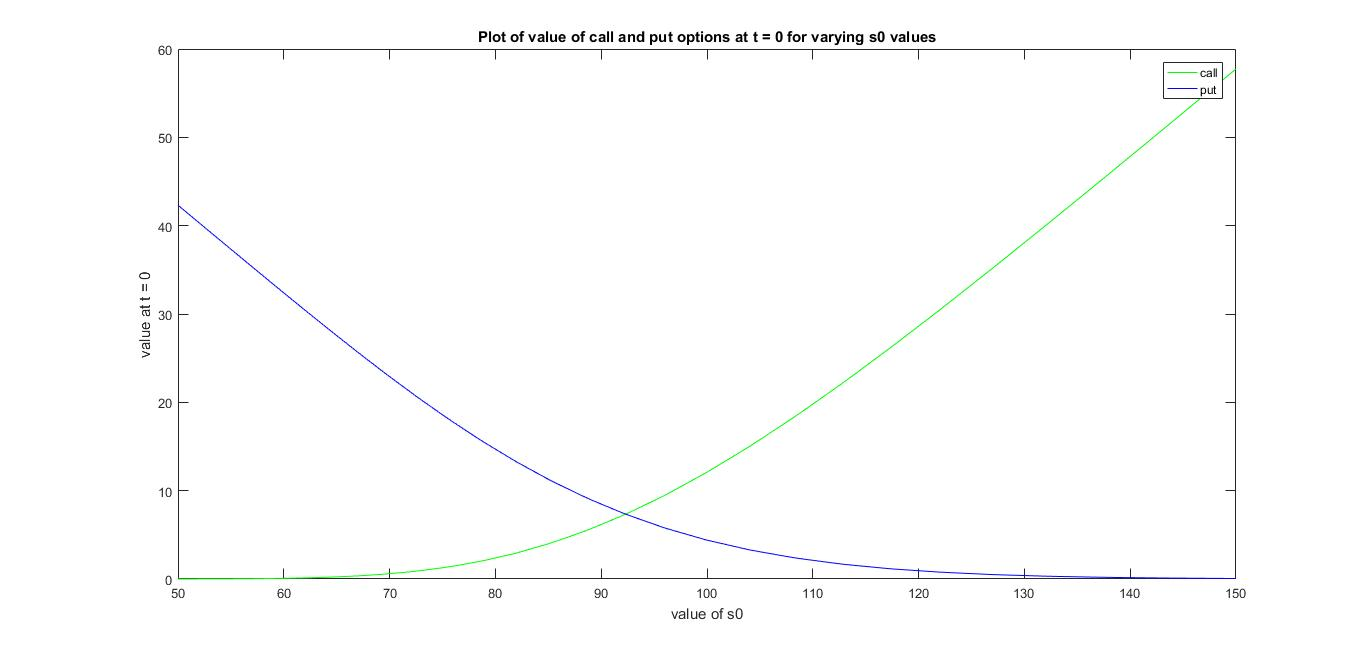 Plot of value of call and put options at t = 0 for varying s0 values
call
put
60
50
40
30
20
10
0
value at t = 0
50 60 70 80 90 100 110 120 130 140 150
value of s0